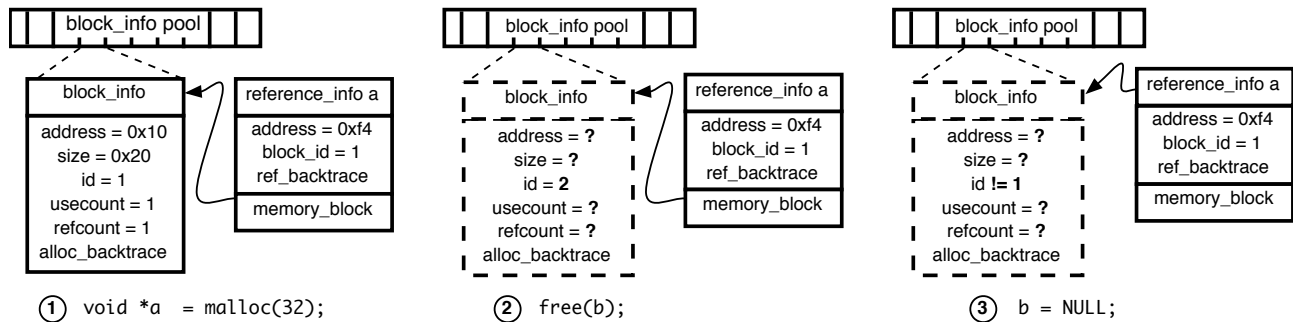 block_info pool
block_info
address = 0x10
size = 0x20
id = 1
usecount = 1
refcount = 1
alloc_backtrace
reference_info a
address = 0xf4
block_id = 1
ref_backtrace
memory_block
1 void *a = malloc(32);
block_info pool
block_info
address = ?
size = ?
id = 2
usecount = ?
refcount = ?
alloc_backtrace
reference_info a
address = 0xf4
block_id = 1
ref_backtrace
memory_block
2 free(b);
block_info pool
block_info
address = ?
size = ?
id != 1
usecount = ?
refcount = ?
alloc_backtrace
reference_info a
address = 0xf4
block_id = 1
ref_backtrace
memory_block
3 b = NULL;